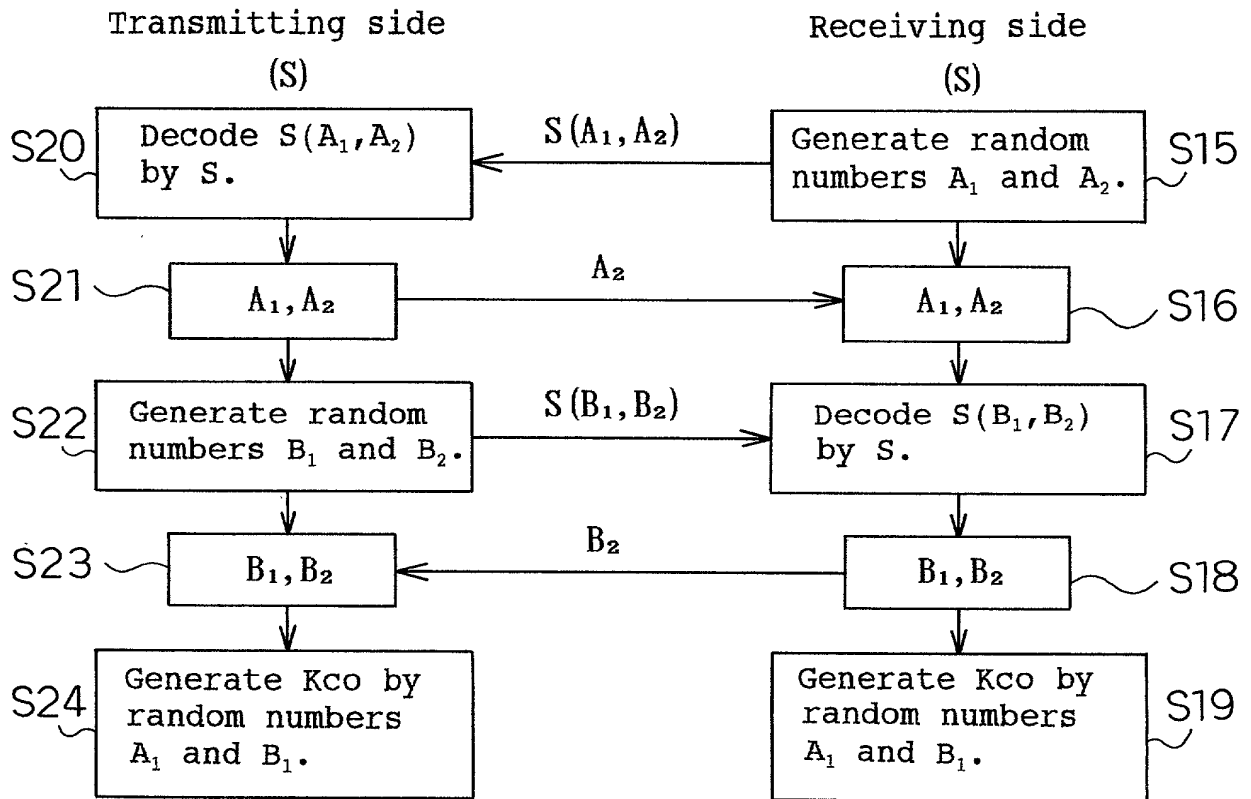 Transmitting side
Receiving side
(S)
(S)
S20
Decode S(A₁,A₂)
by S.
S(A₁,A₂)
Generate random
numbers A₁ and A₂.
S15
S21
A₁,A₂
A₂
A₁,A₂
S16
S22
Generate random
numbers B₁ and B₂.
S(B₁,B₂)
Decode S(B₁,B₂)
by S.
S17
S23
B₁,B₂
B₂
B₁,B₂
S18
S24
Generate Kco by
random numbers
A₁ and B₁.
Generate Kco by
random numbers
A₁ and B₁.
S19